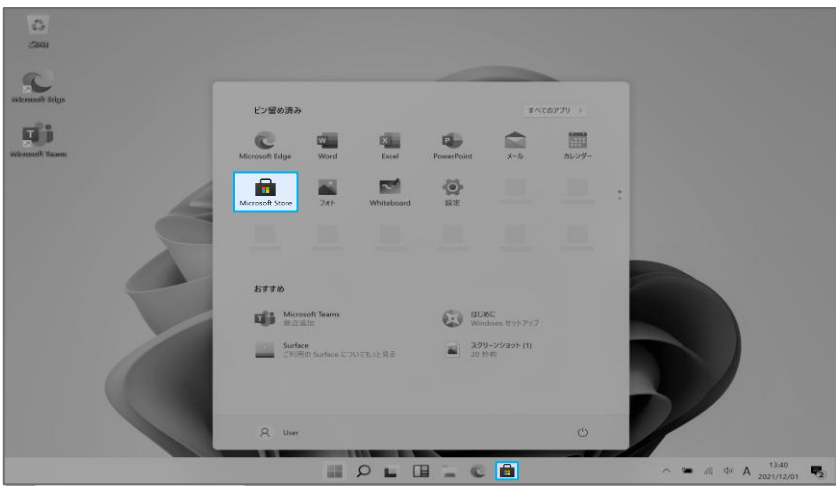 ごみ箱
Microsoft Edge
Microsoft Teams
ピン留め済み
すべてのアプリ >
Microsoft Edge
Word
Excel
PowerPoint
メール
カレンダー
Microsoft Store
フォト
Whiteboard
設定
おすすめ
Microsoft Teams
最近追加
はじめに
Windows セットアップ
Surface
ご利用の Surface についてもっと見る
スクリーンショット (1)
20 秒前
User
A
13:40
2021/12/01
2